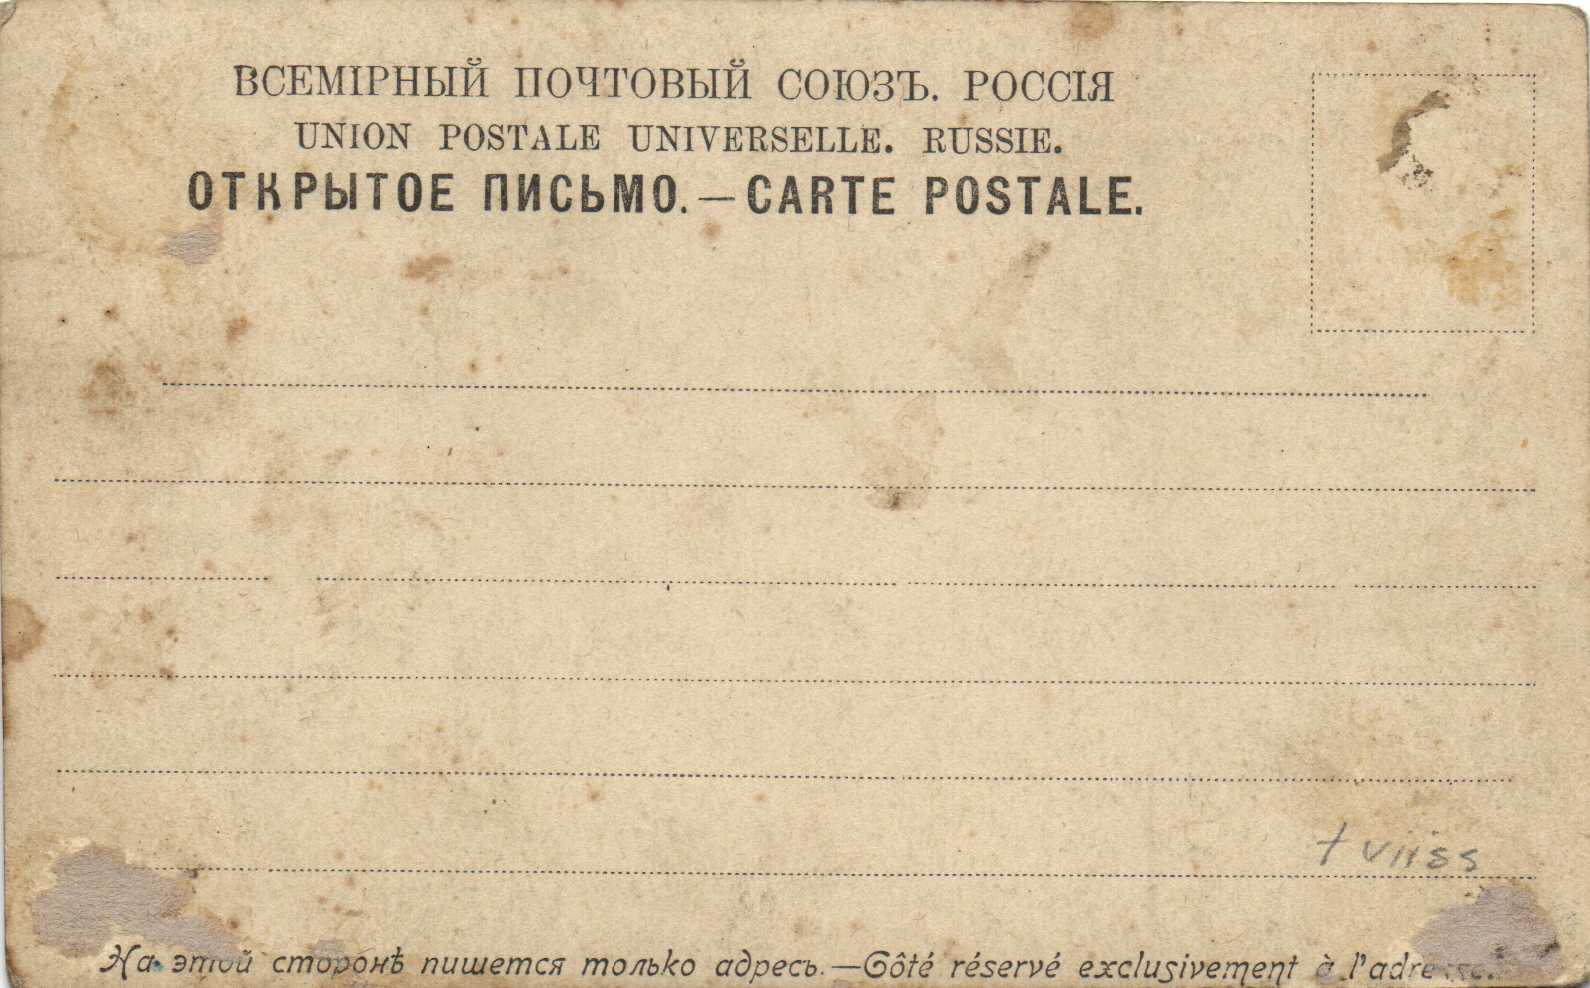 ВСЕМІРНЫЙ ПОЧТОВЫЙ СОЮЗЪ. РОССІЯ
UNION POSTALE UNIVERSELLE. RUSSIE.
ОТКРЫТОЕ ПИСЬМО.—CARTE POSTALE.
t viiss
На этой сторонѣ пишется только адресъ.—Côté réservé exclusivement à l'adresse.